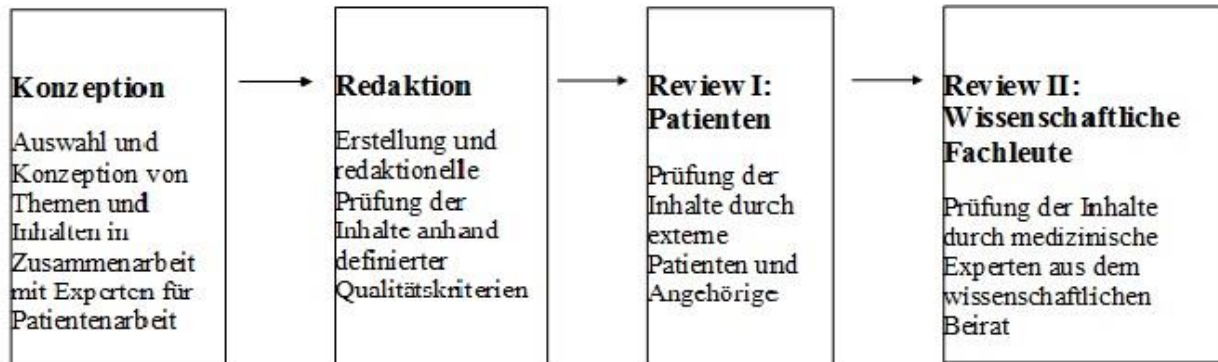 Konzeption
Auswahl und
Konzeption von
Themen und
Inhalten in
Zusammenarbeit
mit Experten für
Patientenarbeit
Redaktion
Erstellung und
redaktionelle
Prüfung der
Inhalte anhand
definierter
Qualitätskriterien
Review I:
Patienten
Prüfung der
Inhalte durch
externe
Patienten und
Angehörige
Review II:
Wissenschaftliche
Fachleute
Prüfung der Inhalte
durch medizinische
Experten aus dem
wissenschaftlichen
Beirat